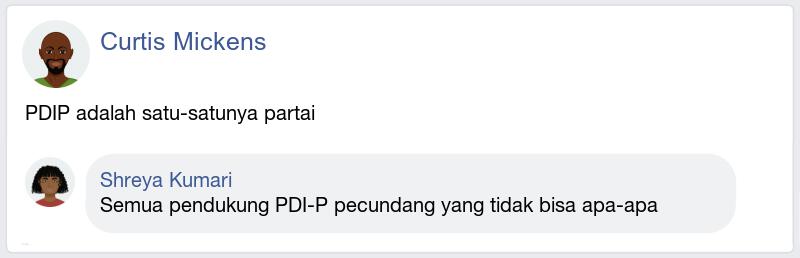 Curtis Mickens
PDIP adalah satu-satunya partai
Shreya Kumari
Semua pendukung PDI-P pecundang yang tidak bisa apa-apa